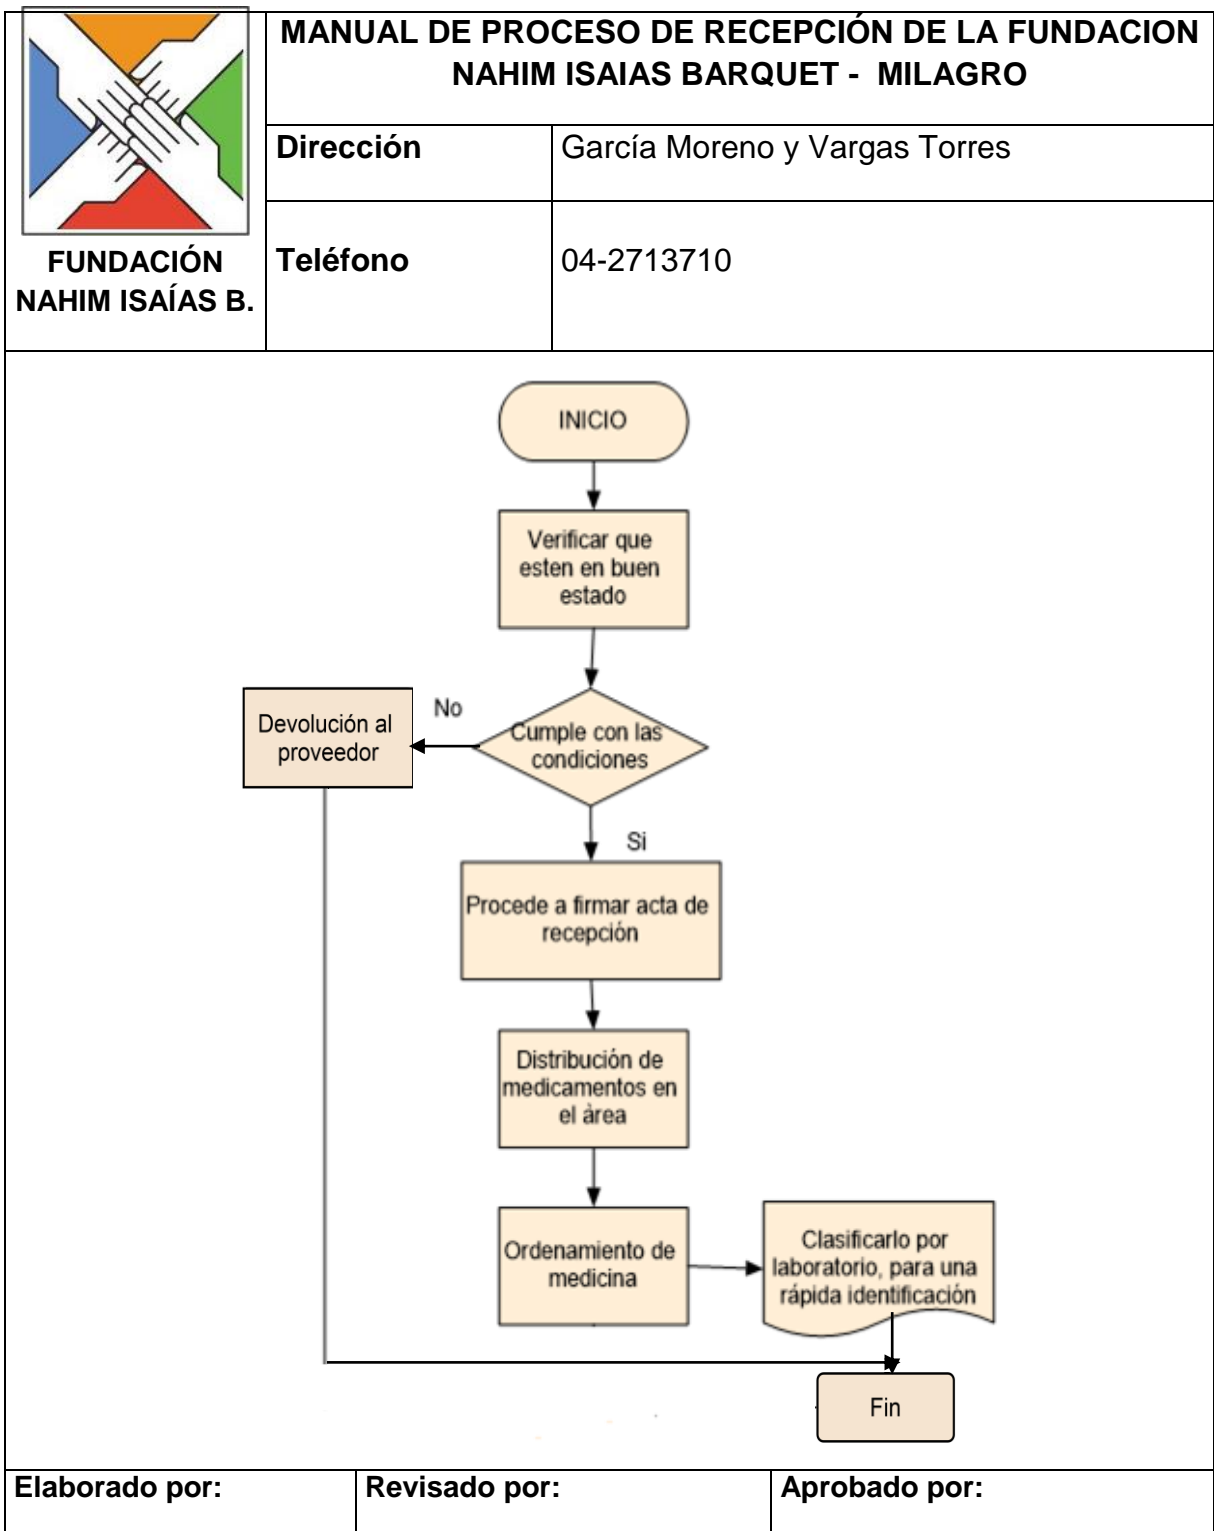 MANUAL DE PROCESO DE RECEPCIÓN DE LA FUNDACION
NAHIM ISAIAS BARQUET - MILAGRO
Dirección
García Moreno y Vargas Torres
FUNDACIÓN
NAHIM ISAÍAS B.
Teléfono
04-2713710
INICIO
Verificar que
esten en buen
estado
Cumple con las
condiciones
No
Devolución al
proveedor
Si
Procede a firmar acta de
recepción
Distribución de
medicamentos en
el àrea
Ordenamiento de
medicina
Clasificarlo por
laboratorio, para una
rápida identificación
Fin
Elaborado por:
Revisado por:
Aprobado por: